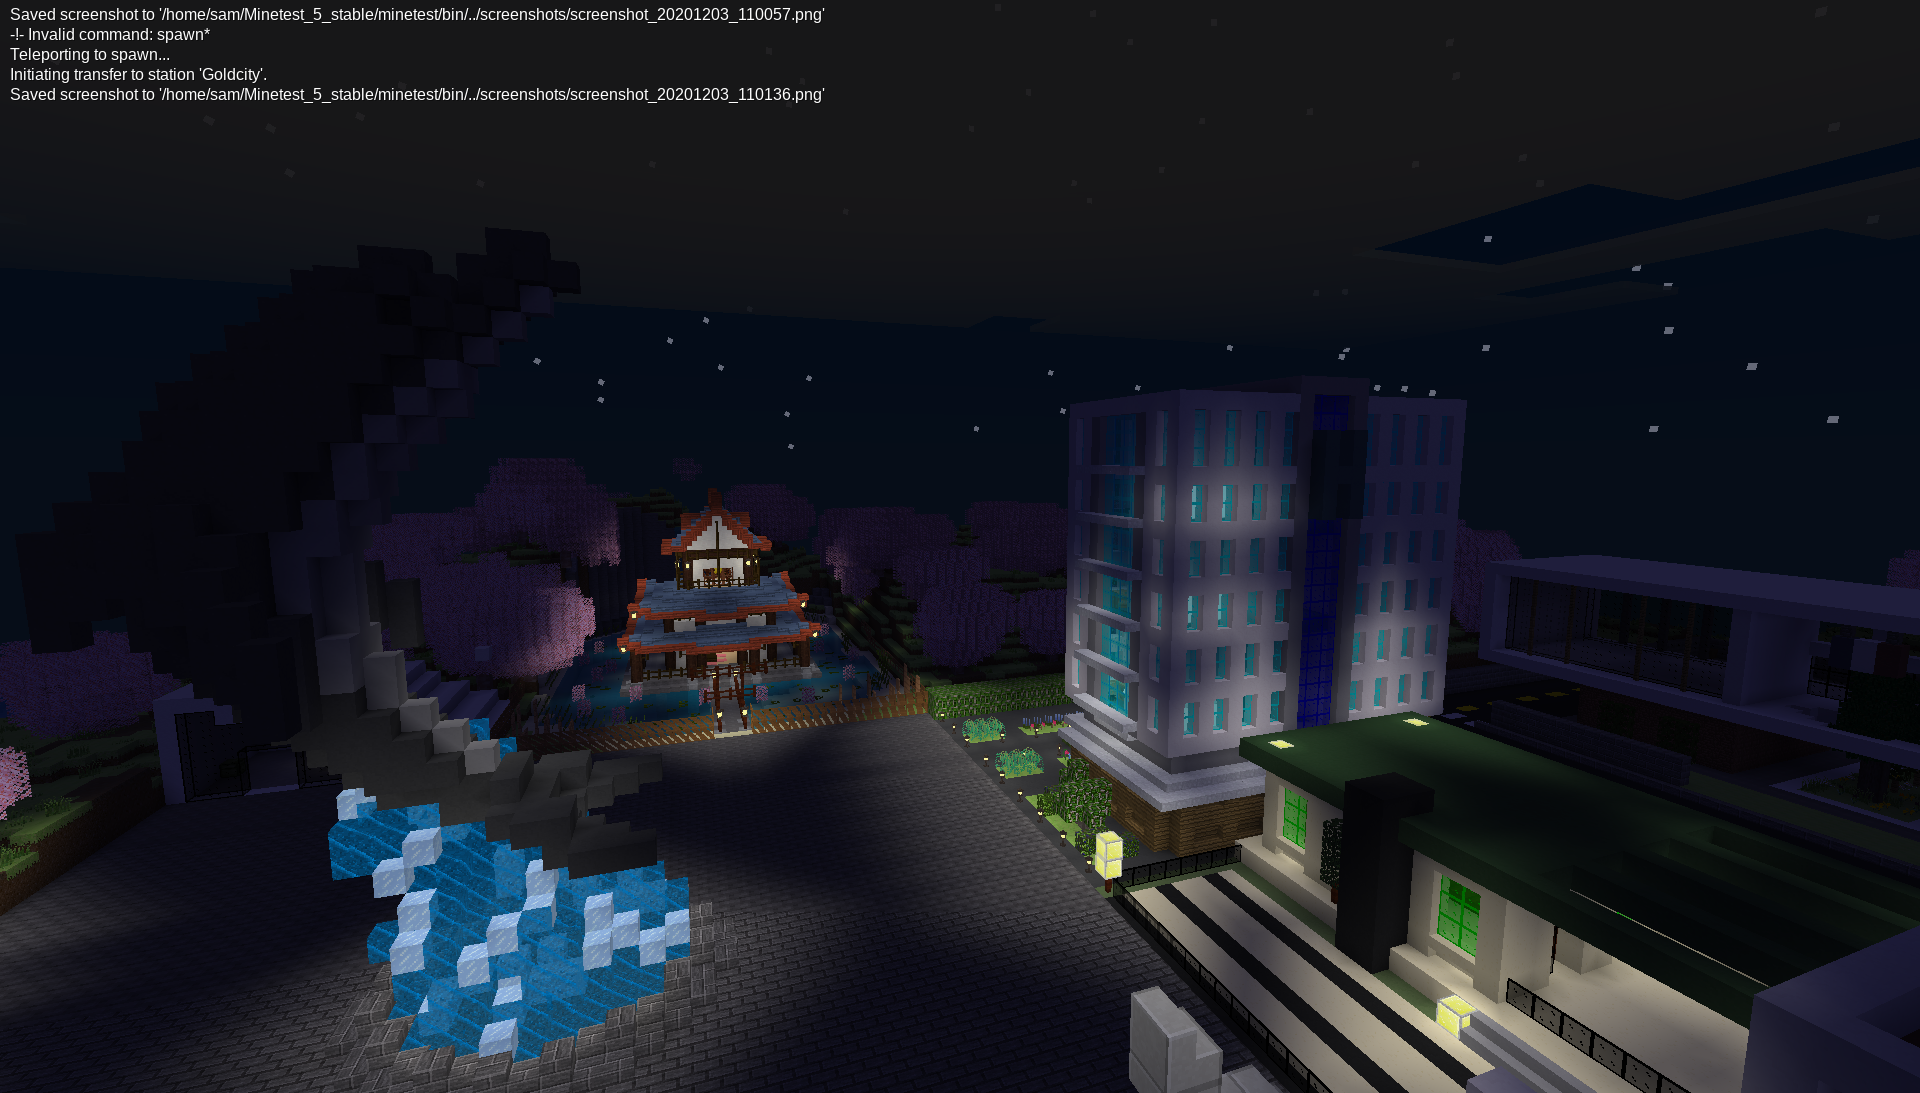 Saved screenshot to '/home/sam/Minetest_5_stable/minetest/bin/../screenshots/screenshot_20201203_110057.png'
-!- Invalid command: spawn*
Teleporting to spawn...
Initiating transfer to station 'Goldcity'.
Saved screenshot to '/home/sam/Minetest_5_stable/minetest/bin/../screenshots/screenshot_20201203_110136.png'